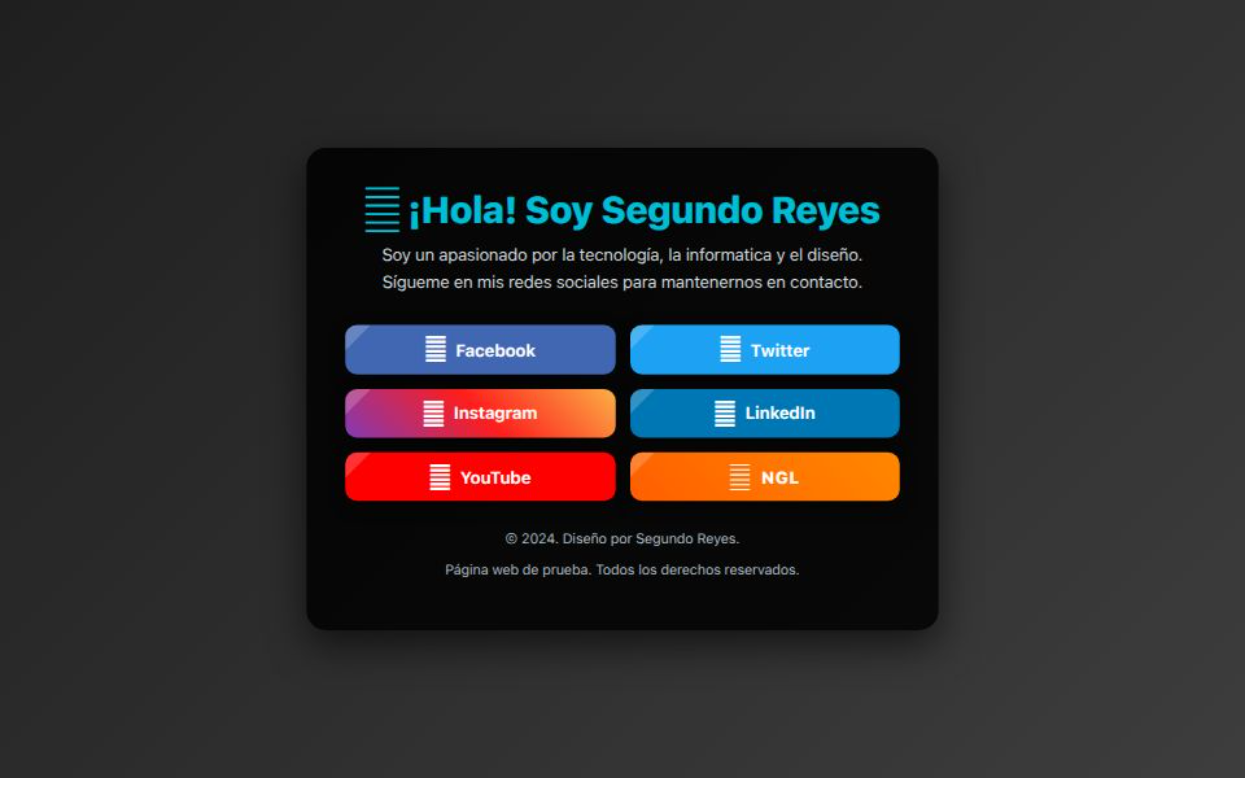 ¡Hola! Soy Segundo Reyes
Soy un apasionado por la tecnología, la informatica y el diseño.
Sígueme en mis redes sociales para mantenernos en contacto.
Facebook
Twitter
Instagram
LinkedIn
YouTube
NGL
© 2024. Diseño por Segundo Reyes.
Página web de prueba. Todos los derechos reservados.